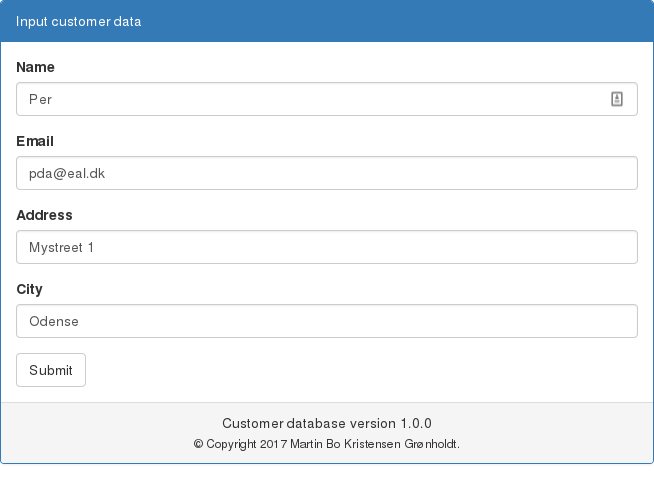 Input customer data
Name
Per
Email
pda@eal.dk
Address
Mystreet 1
City
Odense
Submit
Customer database version 1.0.0
© Copyright 2017 Martin Bo Kristensen Grønholdt.